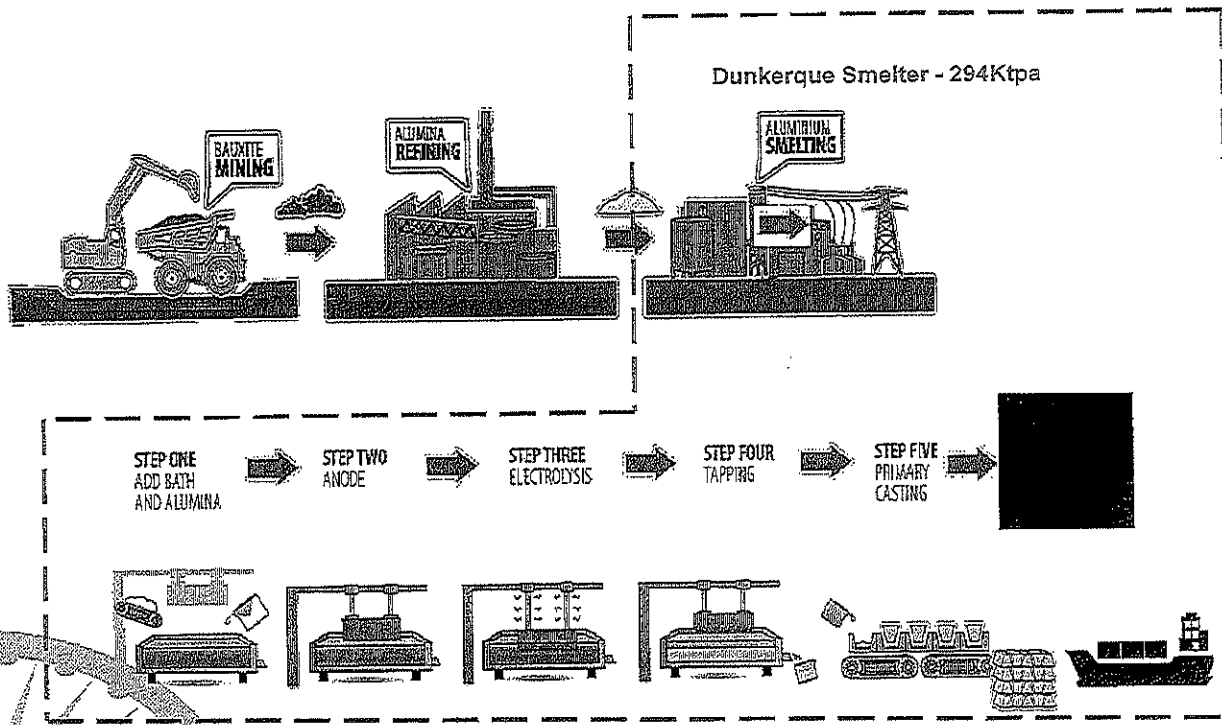 Dunkerque Smelter - 294Ktpa
BAUXITE
MINING
ALUMINA
REFINING
ALUMINIUM
SMELTING
STEP ONE
ADD BATH
AND ALUMINA
STEP TWO
ANODE
STEP THREE
ELECTROLYSIS
STEP FOUR
TAPPING
STEP FIVE
PRIMARY
CASTING